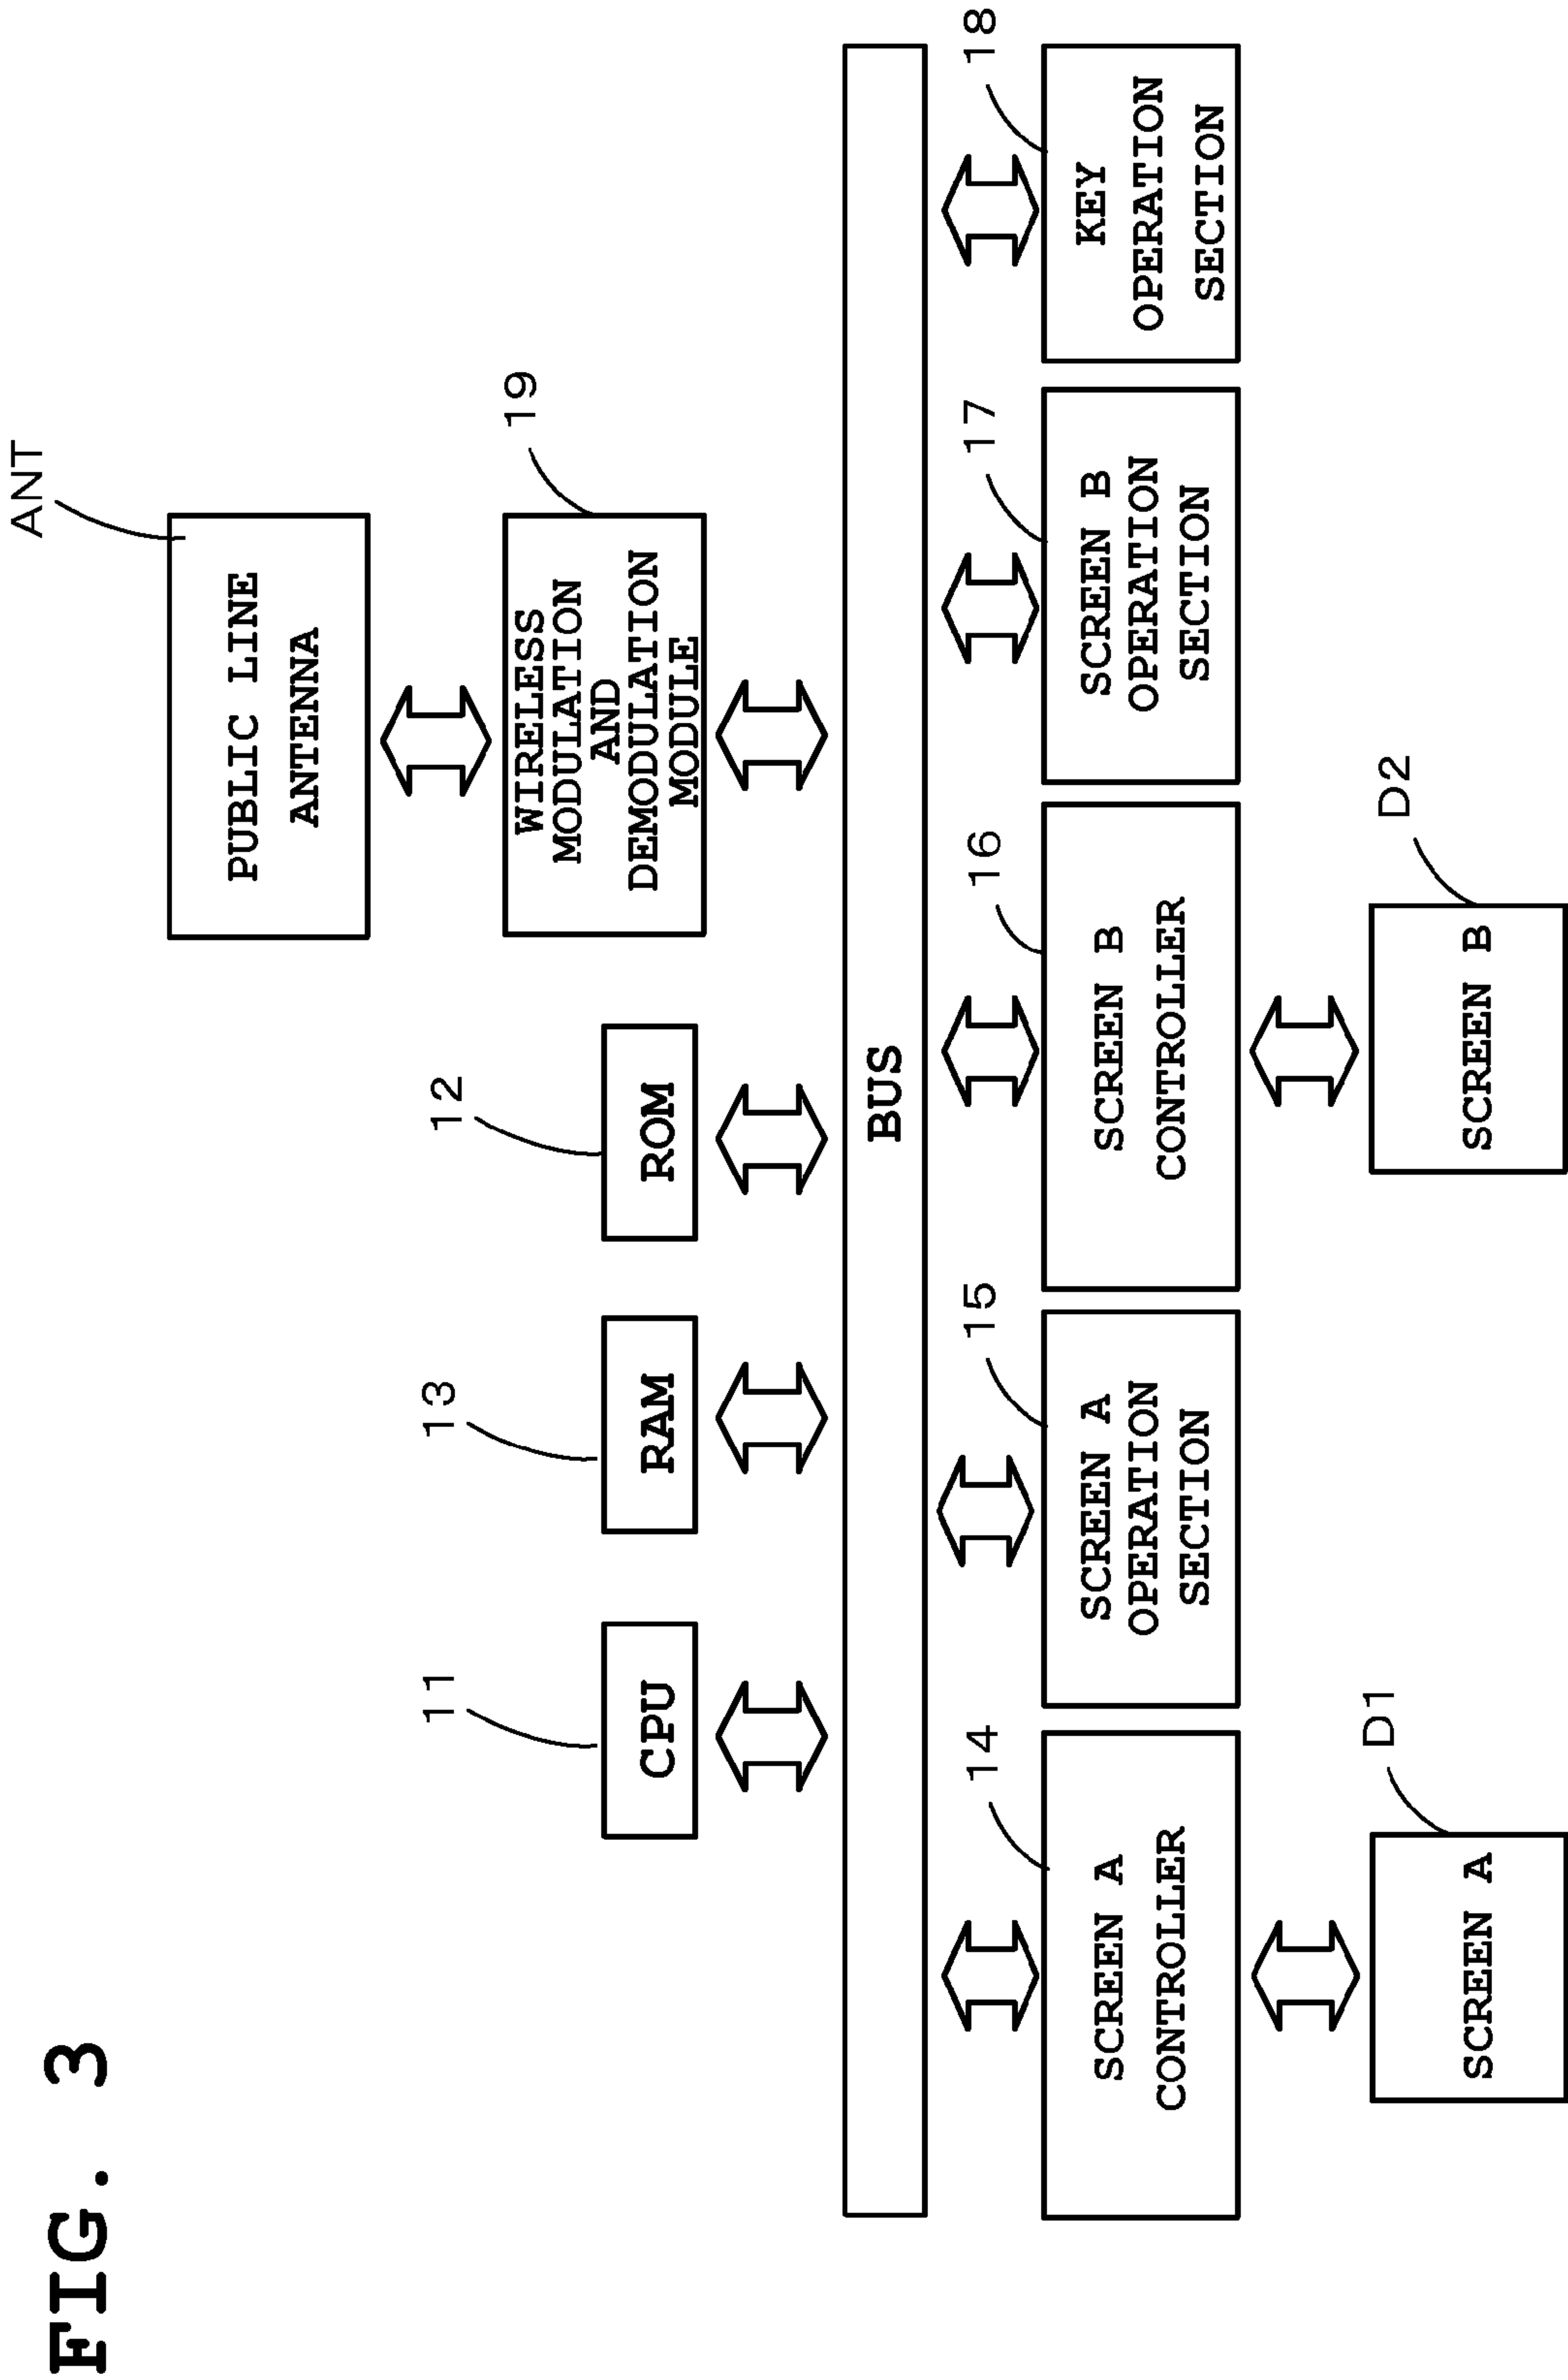 FIG. 3
ANT
PUBLIC LINE
ANTENNA
19
WIRELESS
MODULATION
AND
DEMODULATION
MODULE
11
CPU
13
RAM
12
ROM
BUS
14
SCREEN A
CONTROLLER
15
SCREEN A
OPERATION
SECTION
16
SCREEN B
CONTROLLER
17
SCREEN B
OPERATION
SECTION
18
KEY
OPERATION
SECTION
D1
SCREEN A
D2
SCREEN B